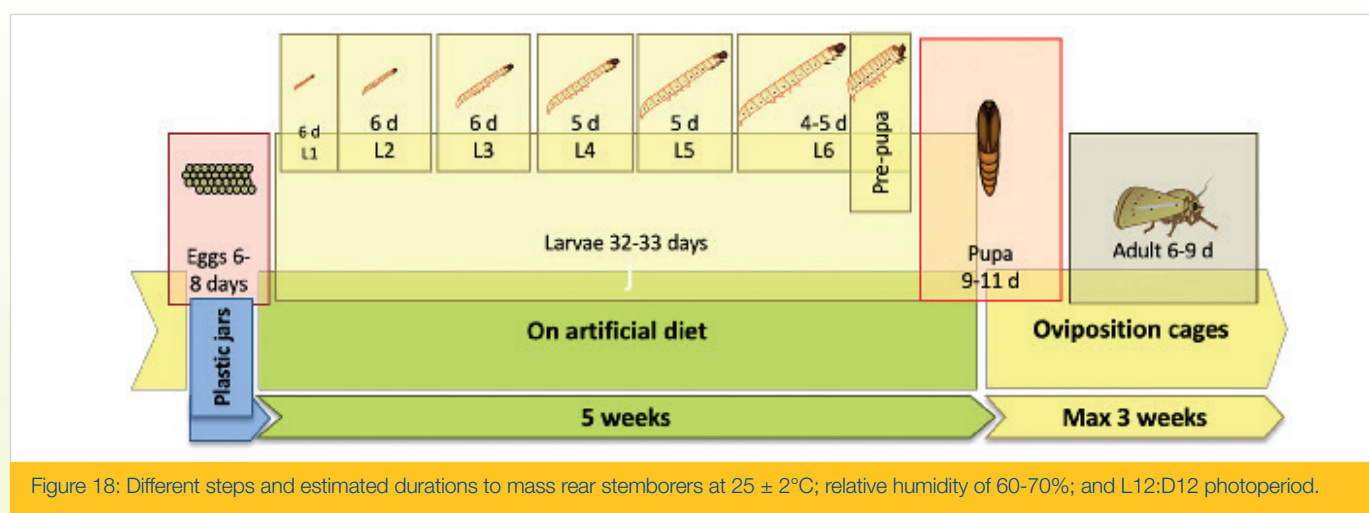 6 d
L1
6 d
L2
6 d
L3
5 d
L4
5 d
L5
4-5 d
L6
Pre-pupa
Eggs 6-
8 days
Larvae 32-33 days
Pupa
9-11 d
Adult 6-9 d
Plastic jars
On artificial diet
Oviposition cages
5 weeks
Max 3 weeks
Figure 18: Different steps and estimated durations to mass rear stemborers at 25 ± 2°C; relative humidity of 60-70%; and L12:D12 photoperiod.